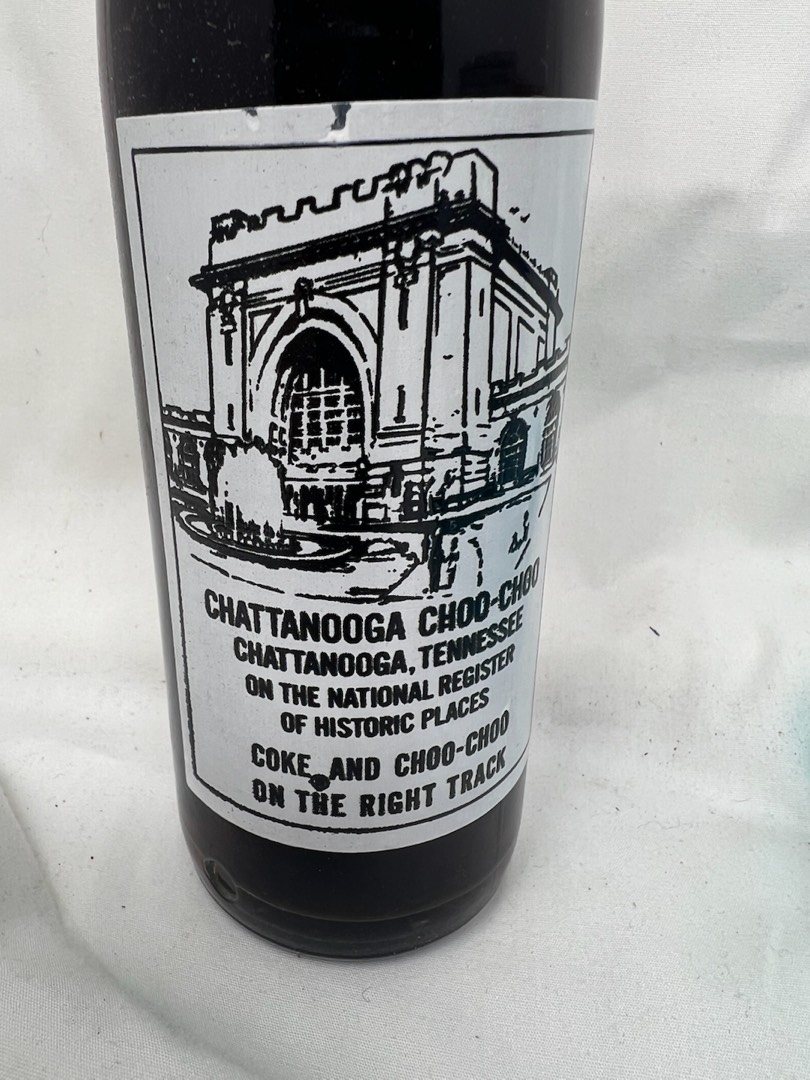 CHATTANOOGA CHOO-CHOO
CHATTANOOGA, TENNESSEE
ON THE NATIONAL REGISTER
OF HISTORIC PLACES
COKE AND CHOO-CHOO
ON THE RIGHT TRACK